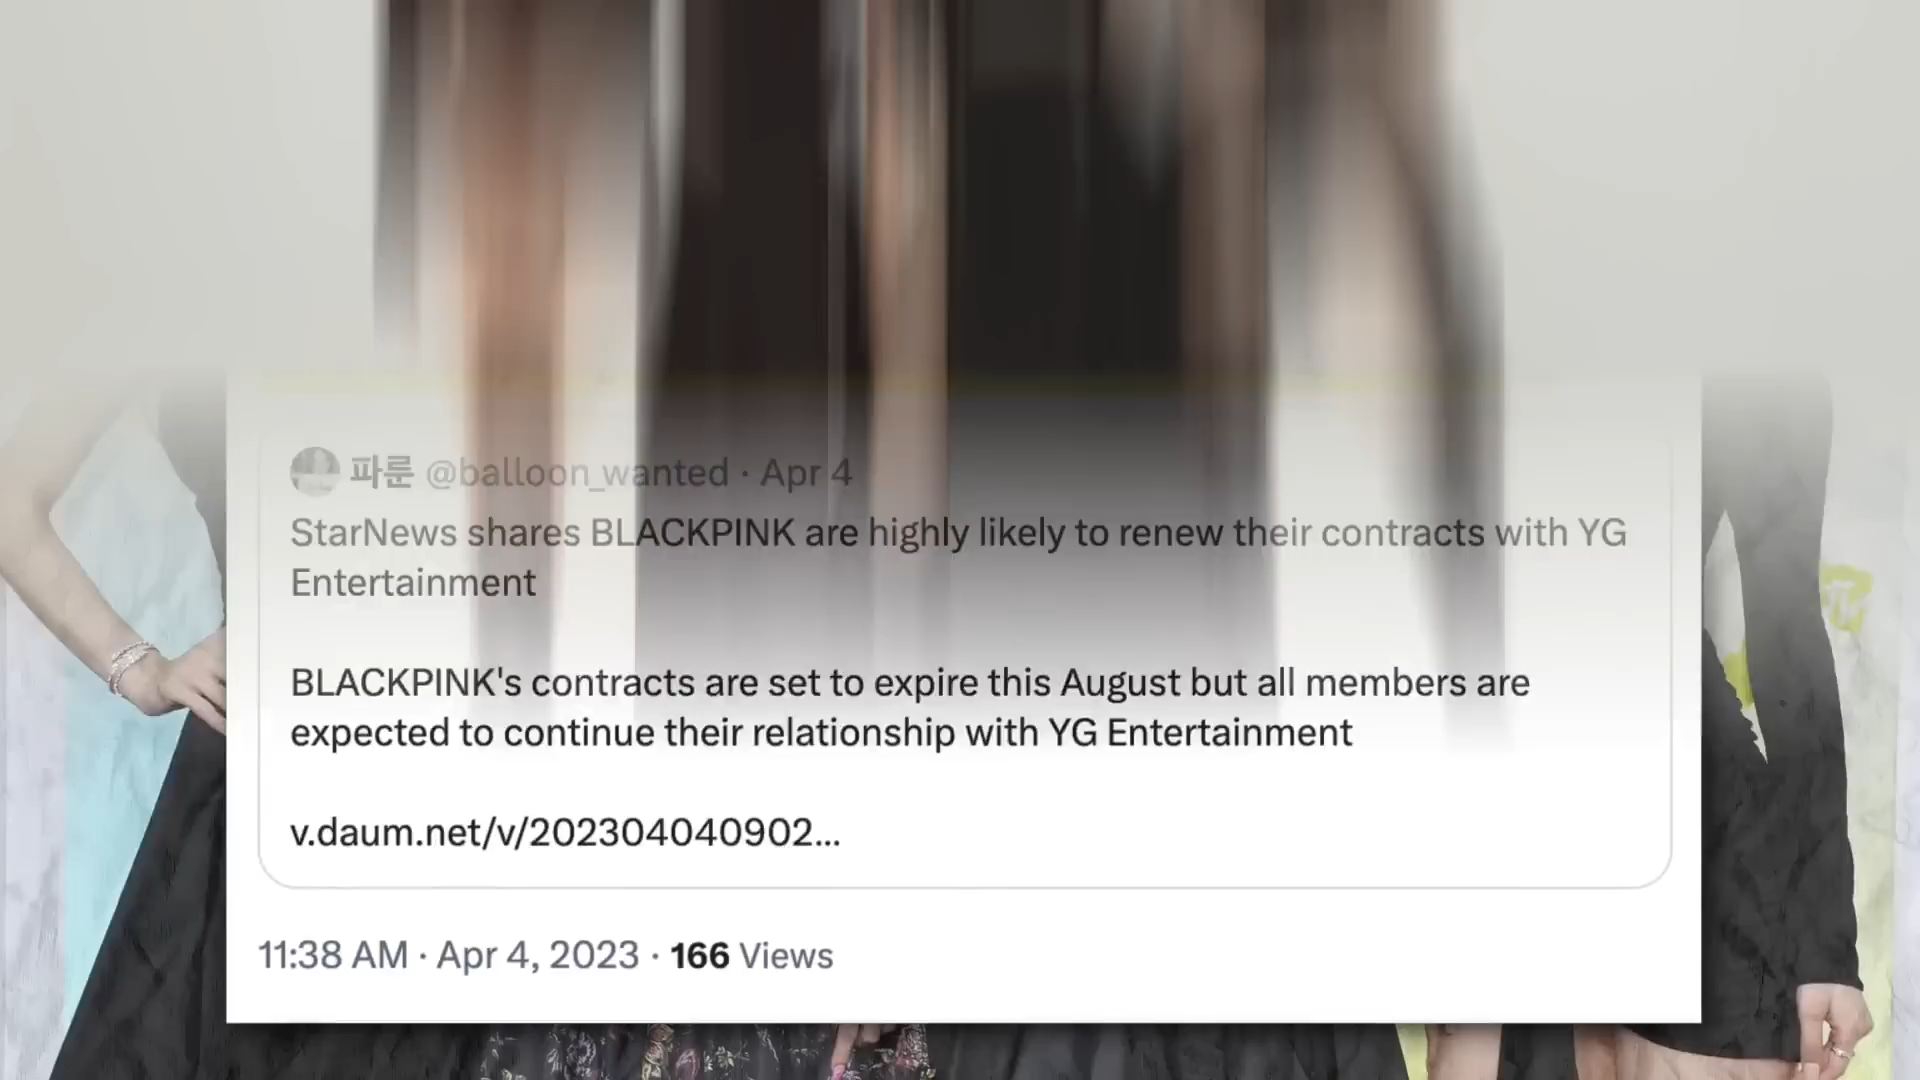 파룬 @balloon_wanted · Apr 4
StarNews shares BLACKPINK are highly likely to renew their contracts with YG
Entertainment
BLACKPINK's contracts are set to expire this August but all members are
expected to continue their relationship with YG Entertainment
v.daum.net/v/202304040902...
11:38 AM · Apr 4, 2023 · 166 Views